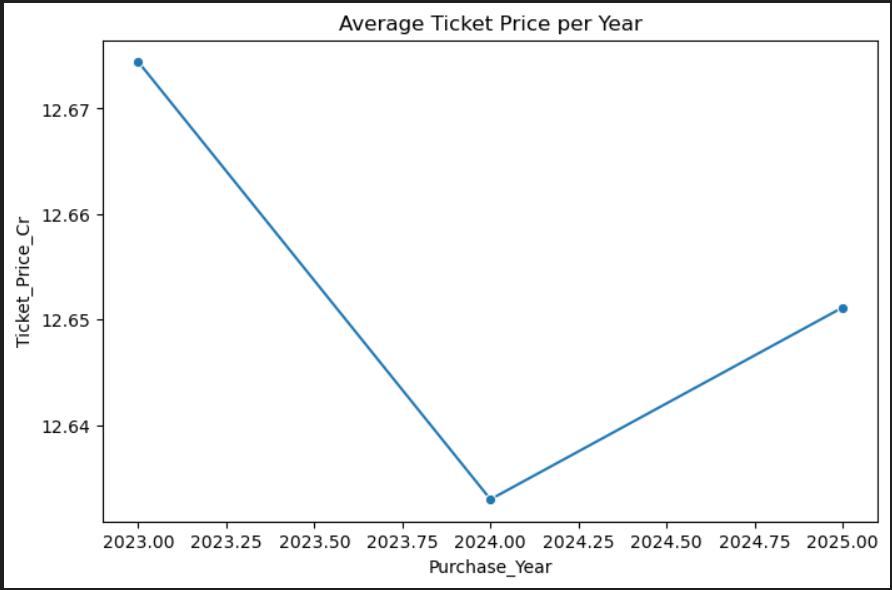 Average Ticket Price per Year
12.67
12.66
12.65
12.64
Ticket_Price_Cr
2023.00 2023.25 2023.50 2023.75 2024.00 2024.25 2024.50 2024.75 2025.00
Purchase_Year